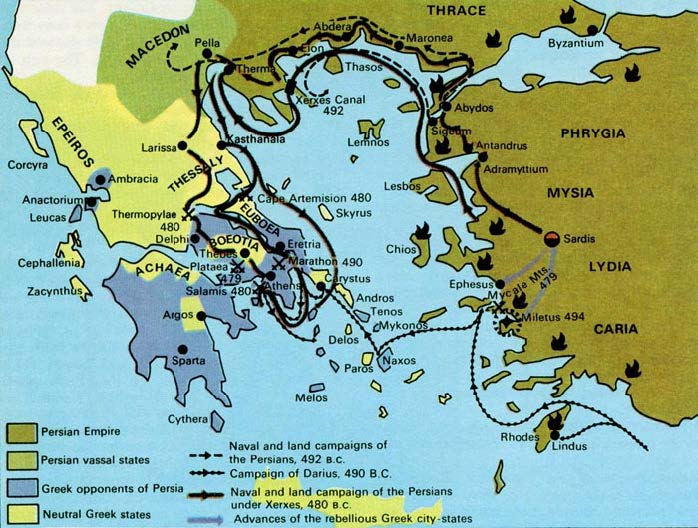 THRACE
MACEDON
Abdera
Maronea
Byzantium
Pella
Eion
Therma
Thasos
Xerxes Canal
492
Abydos
Sigeum
PHRYGIA
EPEIROS
Corcyra
Larissa
Kasthanaia
Lemnos
Antandrus
Adramyttium
THESSALY
Ambracia
MYSIA
Anactorium
Leucas
Thermopylae
480
Cape Artemision 480
Skyrus
Lesbos
EUBOEA
Delphi
BOEOTIA
Eretria
Chios
Sardis
Cephallenia
Thebes
Marathon 490
LYDIA
Plataea
479
ACHAEA
Zacynthus
Salamis 480
Athens
Carystus
Ephesus
Mycale Mts.
479
Andros
Tenos
Mykonos
Miletus 494
Argos
Delos
CARIA
Sparta
Paros
Naxos
Melos
Cythera
Rhodes
Lindus
Persian Empire
Persian vassal states
Greek opponents of Persia
Neutral Greek states
Naval and land campaigns of
the Persians, 492 B.C.
Campaign of Darius, 490 B.C.
Naval and land campaign of the Persians
under Xerxes, 480 B.C.
Advances of the rebellious Greek city-states